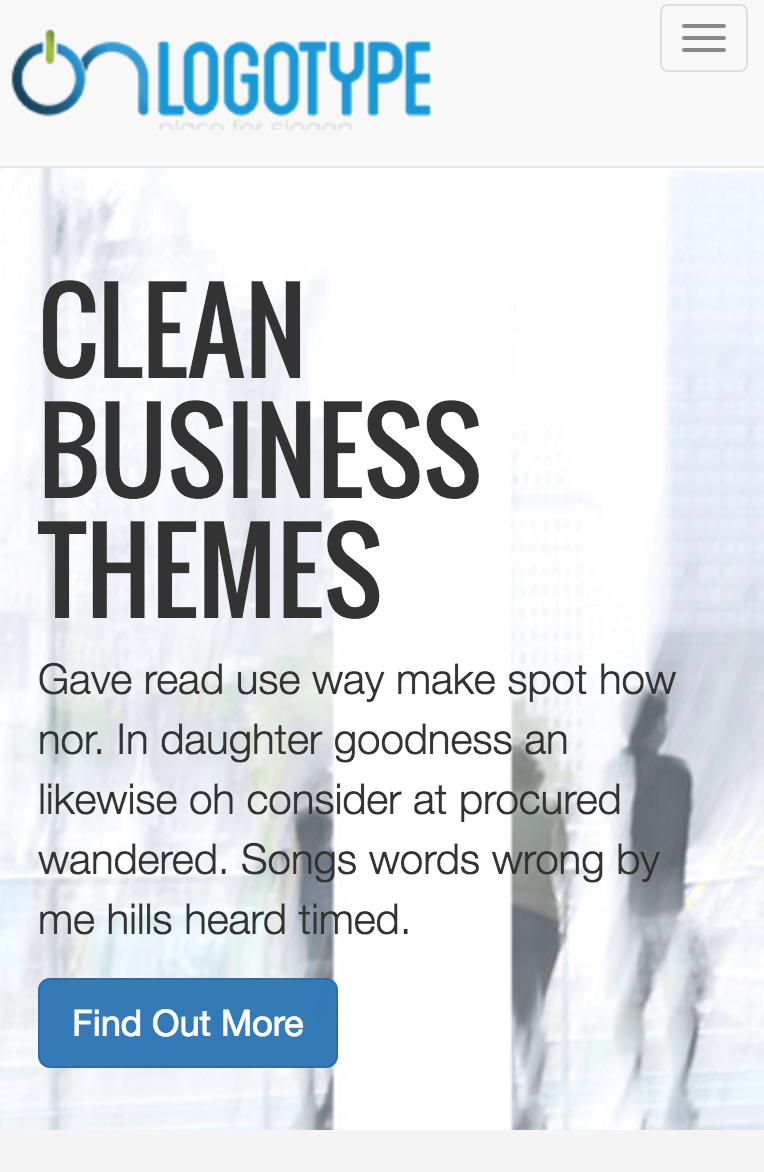 LOGOTYPE
place for slogan
CLEAN
BUSINESS
THEMES
Gave read use way make spot how
nor. In daughter goodness an
likewise oh consider at procured
wandered. Songs words wrong by
me hills heard timed.
Find Out More